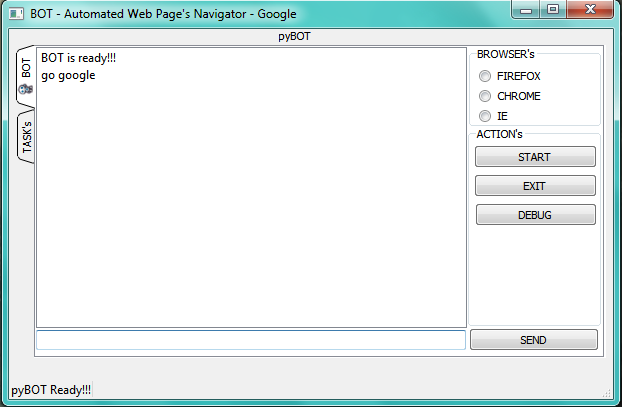 BOT - Automated Web Page's Navigator - Google
pyBOT
BOT
TASK's
BOT is ready!!!
go google
BROWSER's
FIREFOX
CHROME
IE
ACTION's
START
EXIT
DEBUG
SEND
pyBOT Ready!!!